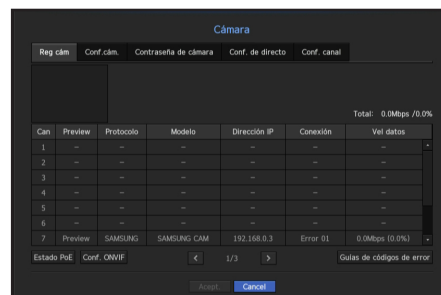 Cámara
Reg cám Conf.cám. Contraseña de cámara Conf. de directo Conf. canal
Total: 0.0Mbps /0.0%
Can Preview Protocolo Modelo Dirección IP Conexión Vel datos
1 – – – – – –
2 – – – – – –
3 – – – – – –
4 – – – – – –
5 – – – – – –
6 – – – – – –
7 Preview SAMSUNG SAMSUNG CAM 192.168.0.3 Error 01 0.0Mbps (0.0%)
Estado PoE Conf. ONVIF < 1/3 > Guías de códigos de error
Acept. Cancel